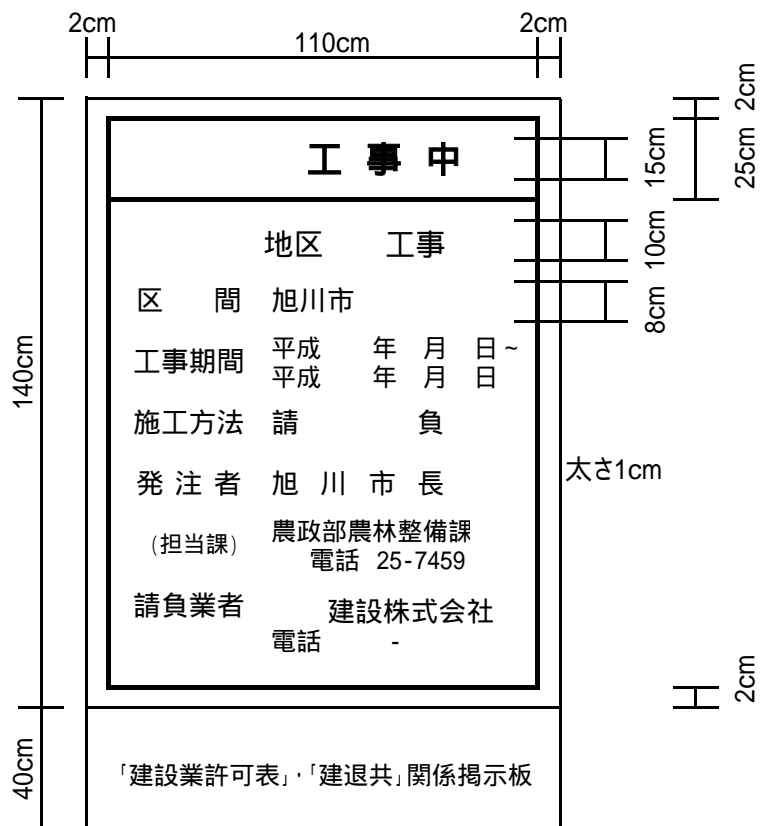 2cm 110cm 2cm
2cm
工事中
15cm
25cm
地区 工事
10cm
区 間 旭川市
8cm
工事期間 平成 年 月 日~
平成 年 月 日
140cm
施工方法 請 負
発注者 旭川市長
太さ1cm
(担当課) 農政部農林整備課
電話 25-7459
請負業者 建設株式会社
電話 -
2cm
40cm
「建設業許可表」・「建退共」関係掲示板